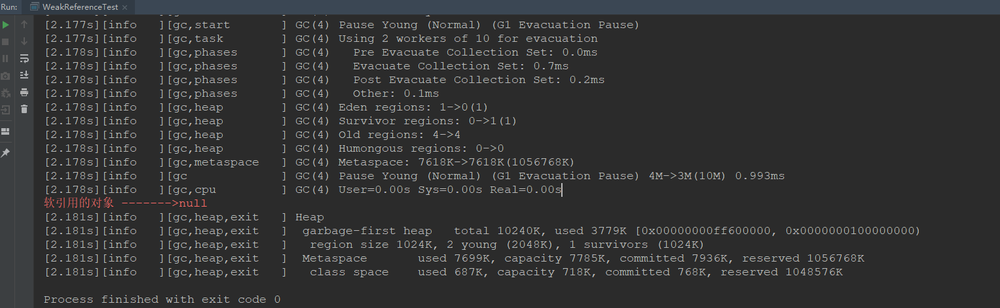 Run: WeakReferenceTest ×
[2.177s][info   ][gc,start       ] GC(4) Pause Young (Normal) (G1 Evacuation Pause)
[2.177s][info   ][gc,task        ] GC(4) Using 2 workers of 10 for evacuation
[2.178s][info   ][gc,phases      ] GC(4)   Pre Evacuate Collection Set: 0.0ms
[2.178s][info   ][gc,phases      ] GC(4)   Evacuate Collection Set: 0.7ms
[2.178s][info   ][gc,phases      ] GC(4)   Post Evacuate Collection Set: 0.2ms
[2.178s][info   ][gc,phases      ] GC(4)   Other: 0.1ms
[2.178s][info   ][gc,heap        ] GC(4) Eden regions: 1->0(1)
[2.178s][info   ][gc,heap        ] GC(4) Survivor regions: 0->1(1)
[2.178s][info   ][gc,heap        ] GC(4) Old regions: 4->4
[2.178s][info   ][gc,heap        ] GC(4) Humongous regions: 0->0
[2.178s][info   ][gc,metaspace   ] GC(4) Metaspace: 7618K->7618K(1056768K)
[2.178s][info   ][gc             ] GC(4) Pause Young (Normal) (G1 Evacuation Pause) 4M->3M(10M) 0.993ms
[2.178s][info   ][gc,cpu         ] GC(4) User=0.00s Sys=0.00s Real=0.00s
软引用的对象 ------->null
[2.181s][info   ][gc,heap,exit   ] Heap
[2.181s][info   ][gc,heap,exit   ]  garbage-first heap   total 10240K, used 3779K [0x00000000ff600000, 0x0000000100000000)
[2.181s][info   ][gc,heap,exit   ]   region size 1024K, 2 young (2048K), 1 survivors (1024K)
[2.181s][info   ][gc,heap,exit   ]  Metaspace       used 7699K, capacity 7785K, committed 7936K, reserved 1056768K
[2.181s][info   ][gc,heap,exit   ]   class space    used 687K, capacity 718K, committed 768K, reserved 1048576K
Process finished with exit code 0